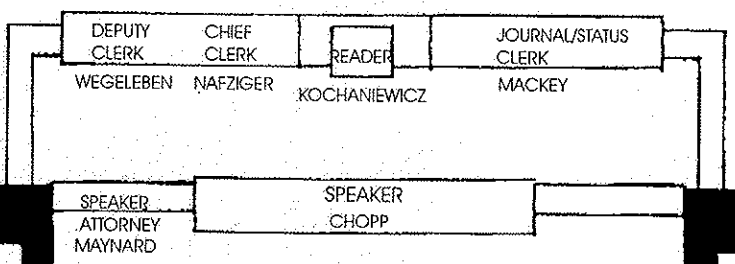 DEPUTY CHIEF JOURNAL/STATUS
CLERK CLERK READER CLERK
WEGELEBEN NAFZIGER KOCHANIEWICZ MACKEY
SPEAKER SPEAKER
ATTORNEY CHOPP
MAYNARD